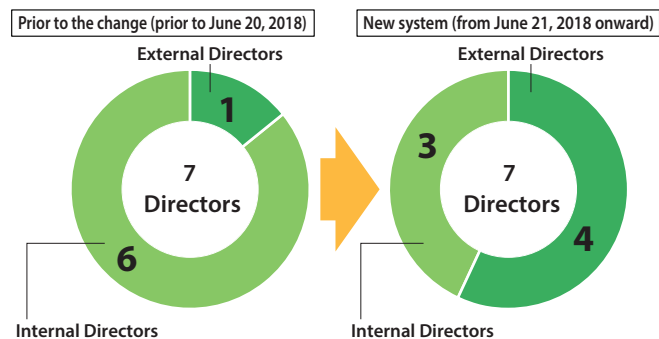 Prior to the change (prior to June 20, 2018)
External Directors
1
7
Directors
6
Internal Directors
New system (from June 21, 2018 onward)
External Directors
3
7
Directors
4
Internal Directors